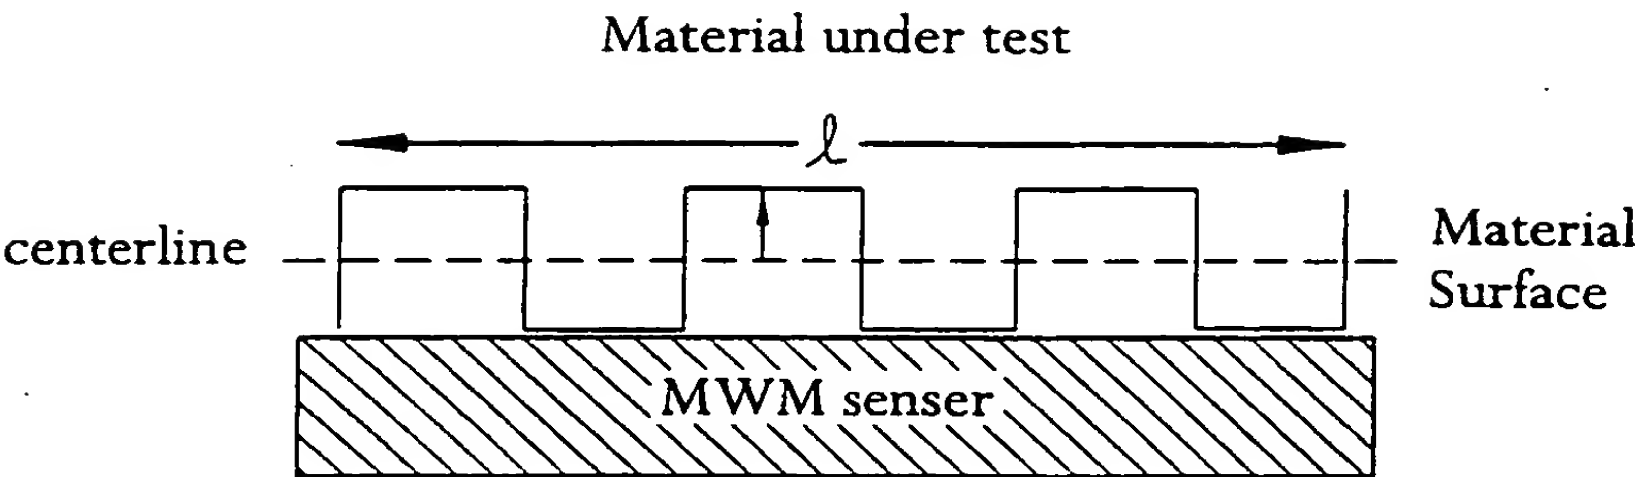 Material under test
ℓ
centerline
Material
Surface
MWM senser